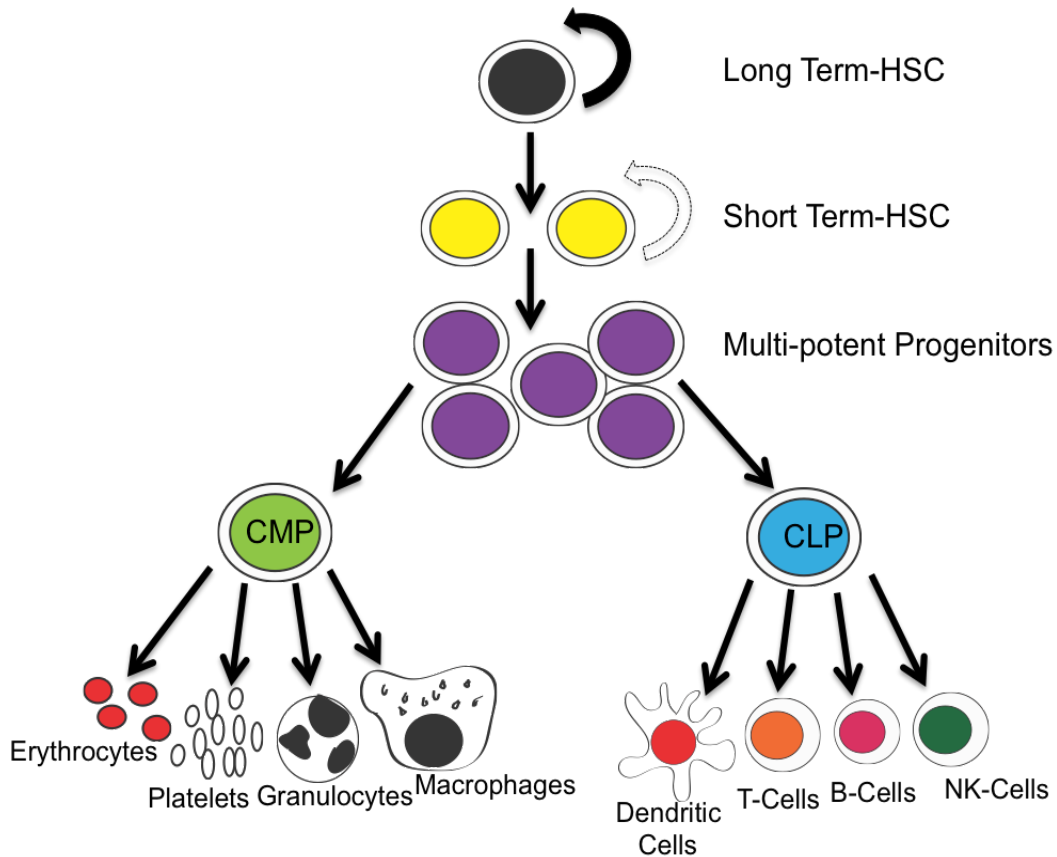 Long Term-HSC
Short Term-HSC
Multi-potent Progenitors
CMP
CLP
Erythrocytes
Platelets
Granulocytes
Macrophages
Dendritic
Cells
T-Cells
B-Cells
NK-Cells